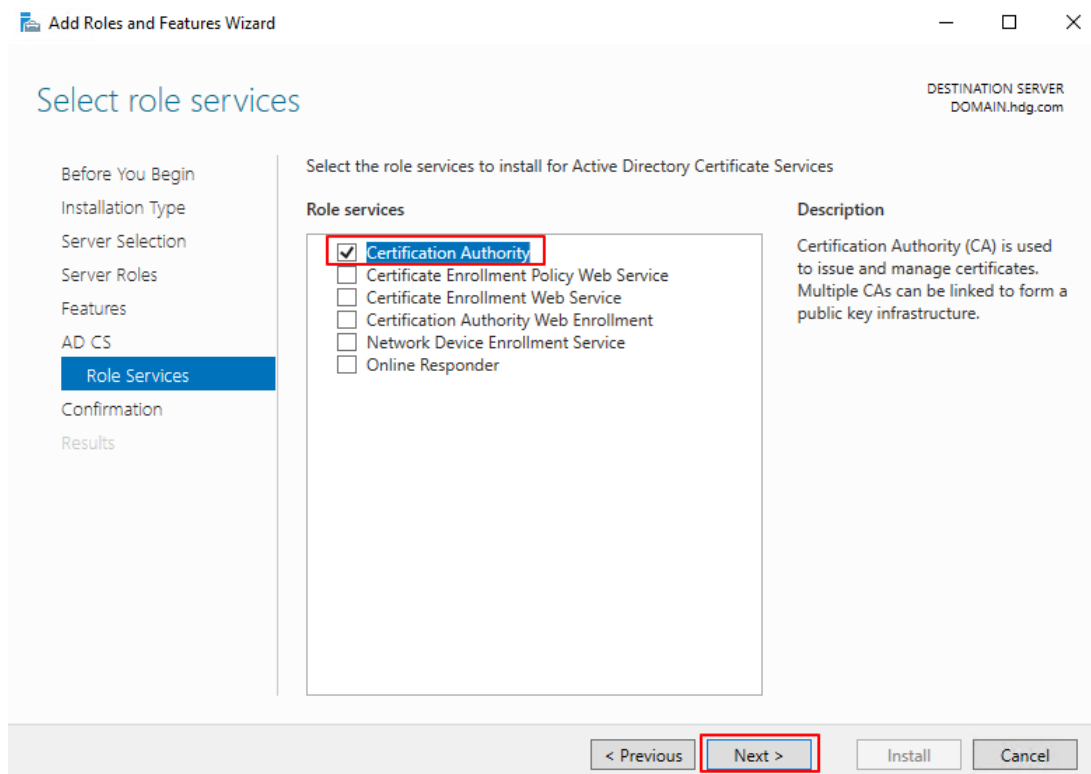 Add Roles and Features Wizard
Select role services
DESTINATION SERVER
DOMAIN.hdg.com
Before You Begin
Installation Type
Server Selection
Server Roles
Features
AD CS
Role Services
Confirmation
Results
Select the role services to install for Active Directory Certificate Services
Role services
Certification Authority
Certificate Enrollment Policy Web Service
Certificate Enrollment Web Service
Certification Authority Web Enrollment
Network Device Enrollment Service
Online Responder
Description
Certification Authority (CA) is used
to issue and manage certificates.
Multiple CAs can be linked to form a
public key infrastructure.
< Previous
Next >
Install
Cancel